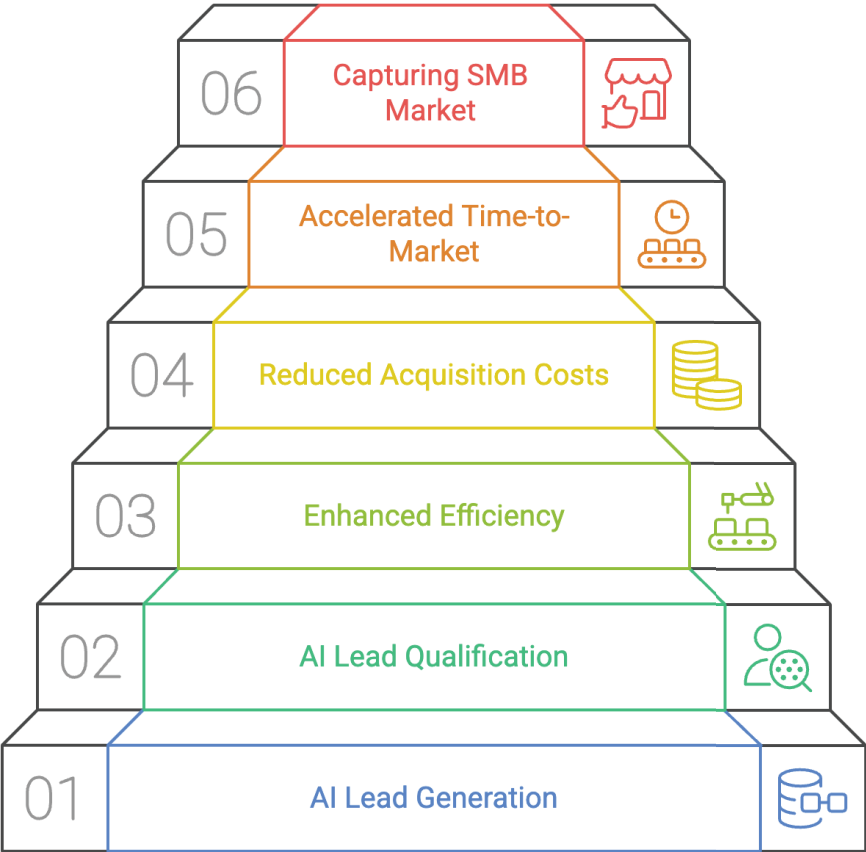 06
Capturing SMB
Market
05
Accelerated Time-to-
Market
04
Reduced Acquisition Costs
03
Enhanced Efficiency
02
AI Lead Qualification
01
AI Lead Generation